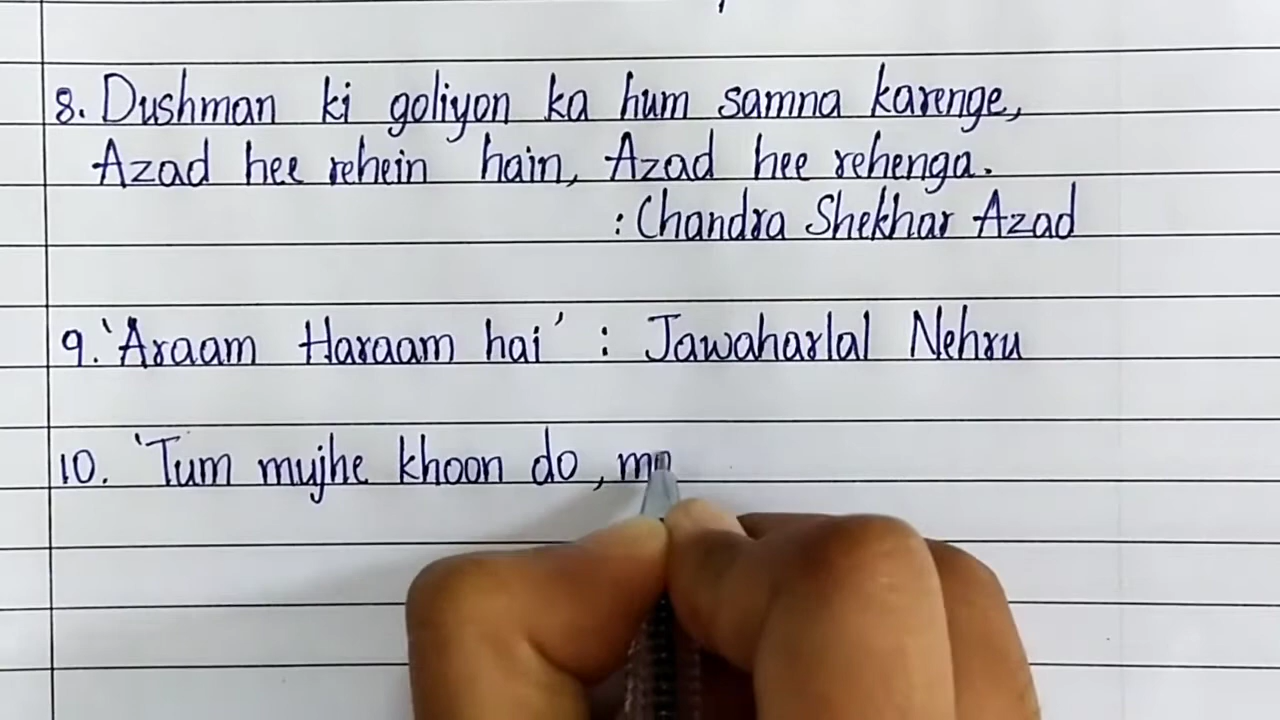 8. Dushman ki goliyon ka hum samna karenge,
Azad hee rehein hain, Azad hee rehenga.
: Chandra Shekhar Azad
9. 'Araam Haraam hai' : Jawaharlal Nehru
10. 'Tum mujhe khoon do,